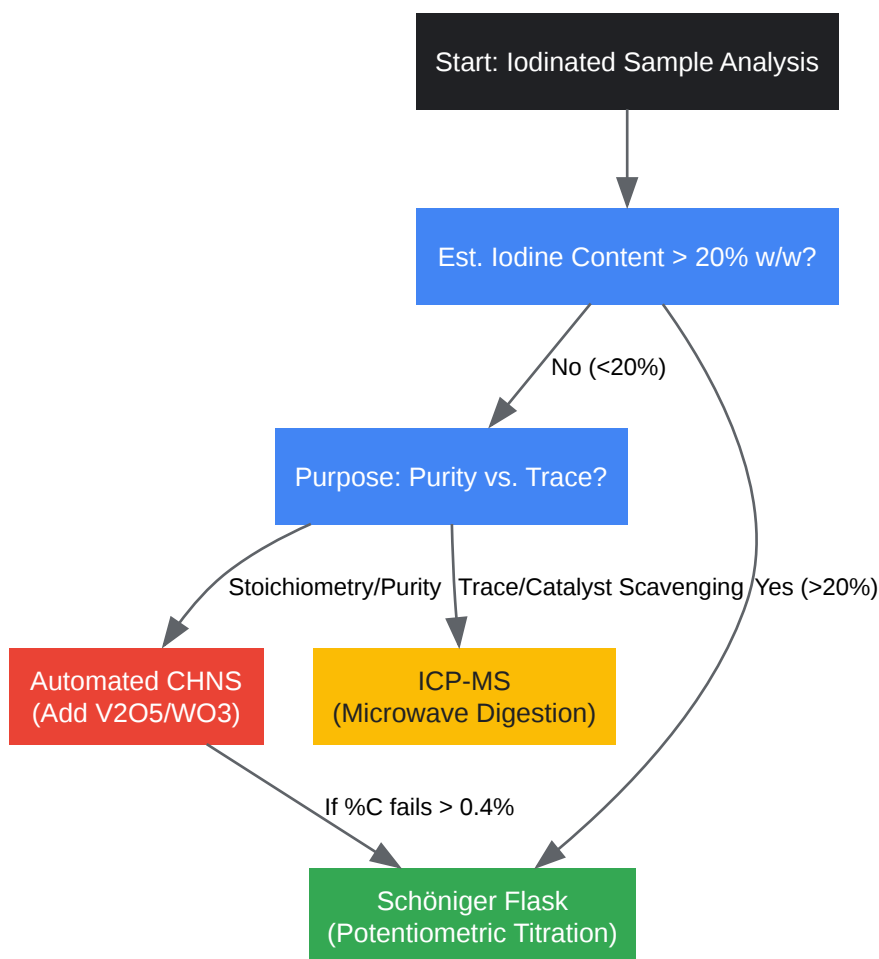 Start: Iodinated Sample Analysis
Est. Iodine Content > 20% w/w?
No (<20%)
Purpose: Purity vs. Trace?
Stoichiometry/Purity
Trace/Catalyst Scavenging
Yes (>20%)
Automated CHNS
(Add V2O5/WO3)
ICP-MS
(Microwave Digestion)
If %C fails > 0.4%
Schöniger Flask
(Potentiometric Titration)